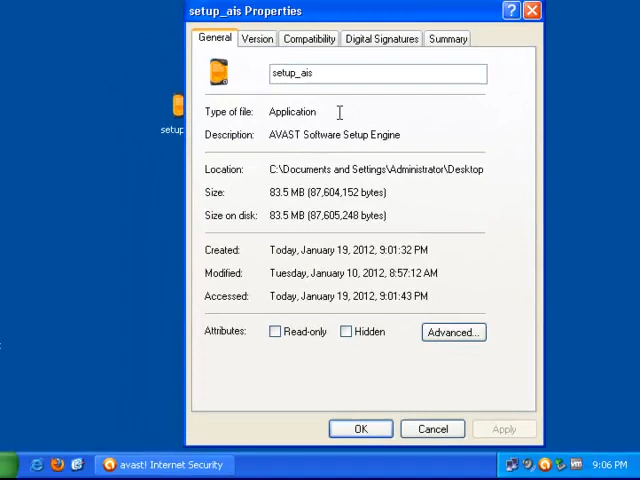 setup_ais Properties
General Version Compatibility Digital Signatures Summary
setup_ais
Type of file: Application
Description: AVAST Software Setup Engine
setup
Location: C:\Documents and Settings\Administrator\Desktop
Size: 83.5 MB (87,604,152 bytes)
Size on disk: 83.5 MB (87,605,248 bytes)
Created: Today, January 19, 2012, 9:01:32 PM
Modified: Tuesday, January 10, 2012, 8:57:12 AM
Accessed: Today, January 19, 2012, 9:01:43 PM
Attributes: Read-only Hidden Advanced...
OK Cancel Apply
avast! Internet Security 9:06 PM